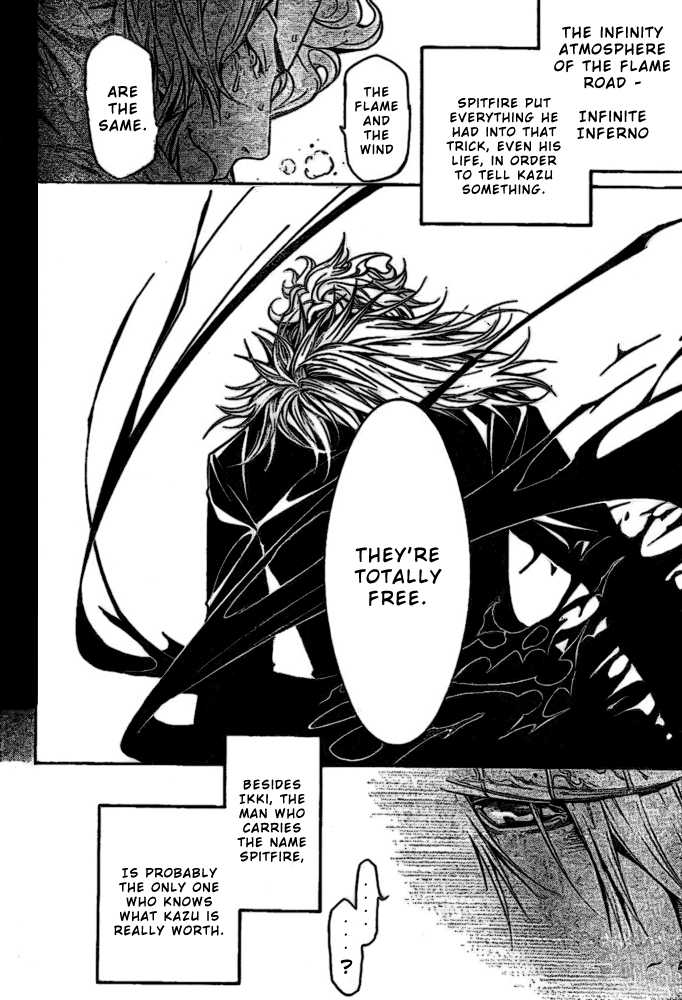 THE INFINITY
ATMOSPHERE
OF THE FLAME
ROAD -
INFINITE
INFERNO
SPITFIRE PUT
EVERYTHING HE
HAD INTO THAT
TRICK, EVEN HIS
LIFE, IN ORDER
TO TELL KAZU
SOMETHING.
THE
FLAME
AND
THE
WIND
ARE
THE
SAME.
THEY'RE
TOTALLY
FREE.
BESIDES
IKKI, THE
MAN WHO
CARRIES
THE NAME
SPITFIRE,
IS PROBABLY
THE ONLY ONE
WHO KNOWS
WHAT KAZU IS
REALLY WORTH.
. . . .
. . . .
?